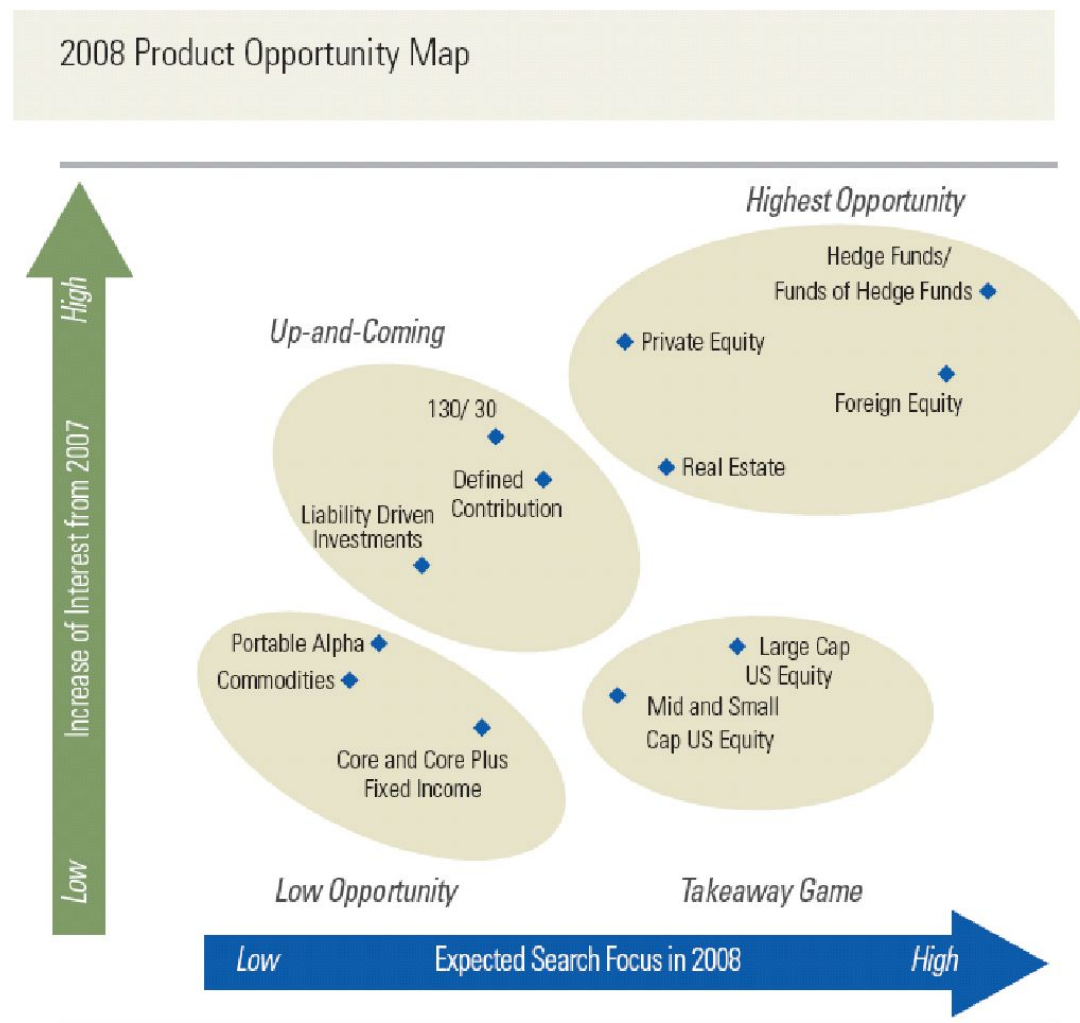 2008 Product Opportunity Map
Highest Opportunity
Hedge Funds/
Funds of Hedge Funds
Private Equity
Foreign Equity
Real Estate
Up-and-Coming
130/ 30
Defined
Contribution
Liability Driven
Investments
Portable Alpha
Commodities
Core and Core Plus
Fixed Income
Low Opportunity
Large Cap
US Equity
Mid and Small
Cap US Equity
Takeaway Game
High
Increase of Interest from 2007
Low
Low
Expected Search Focus in 2008
High